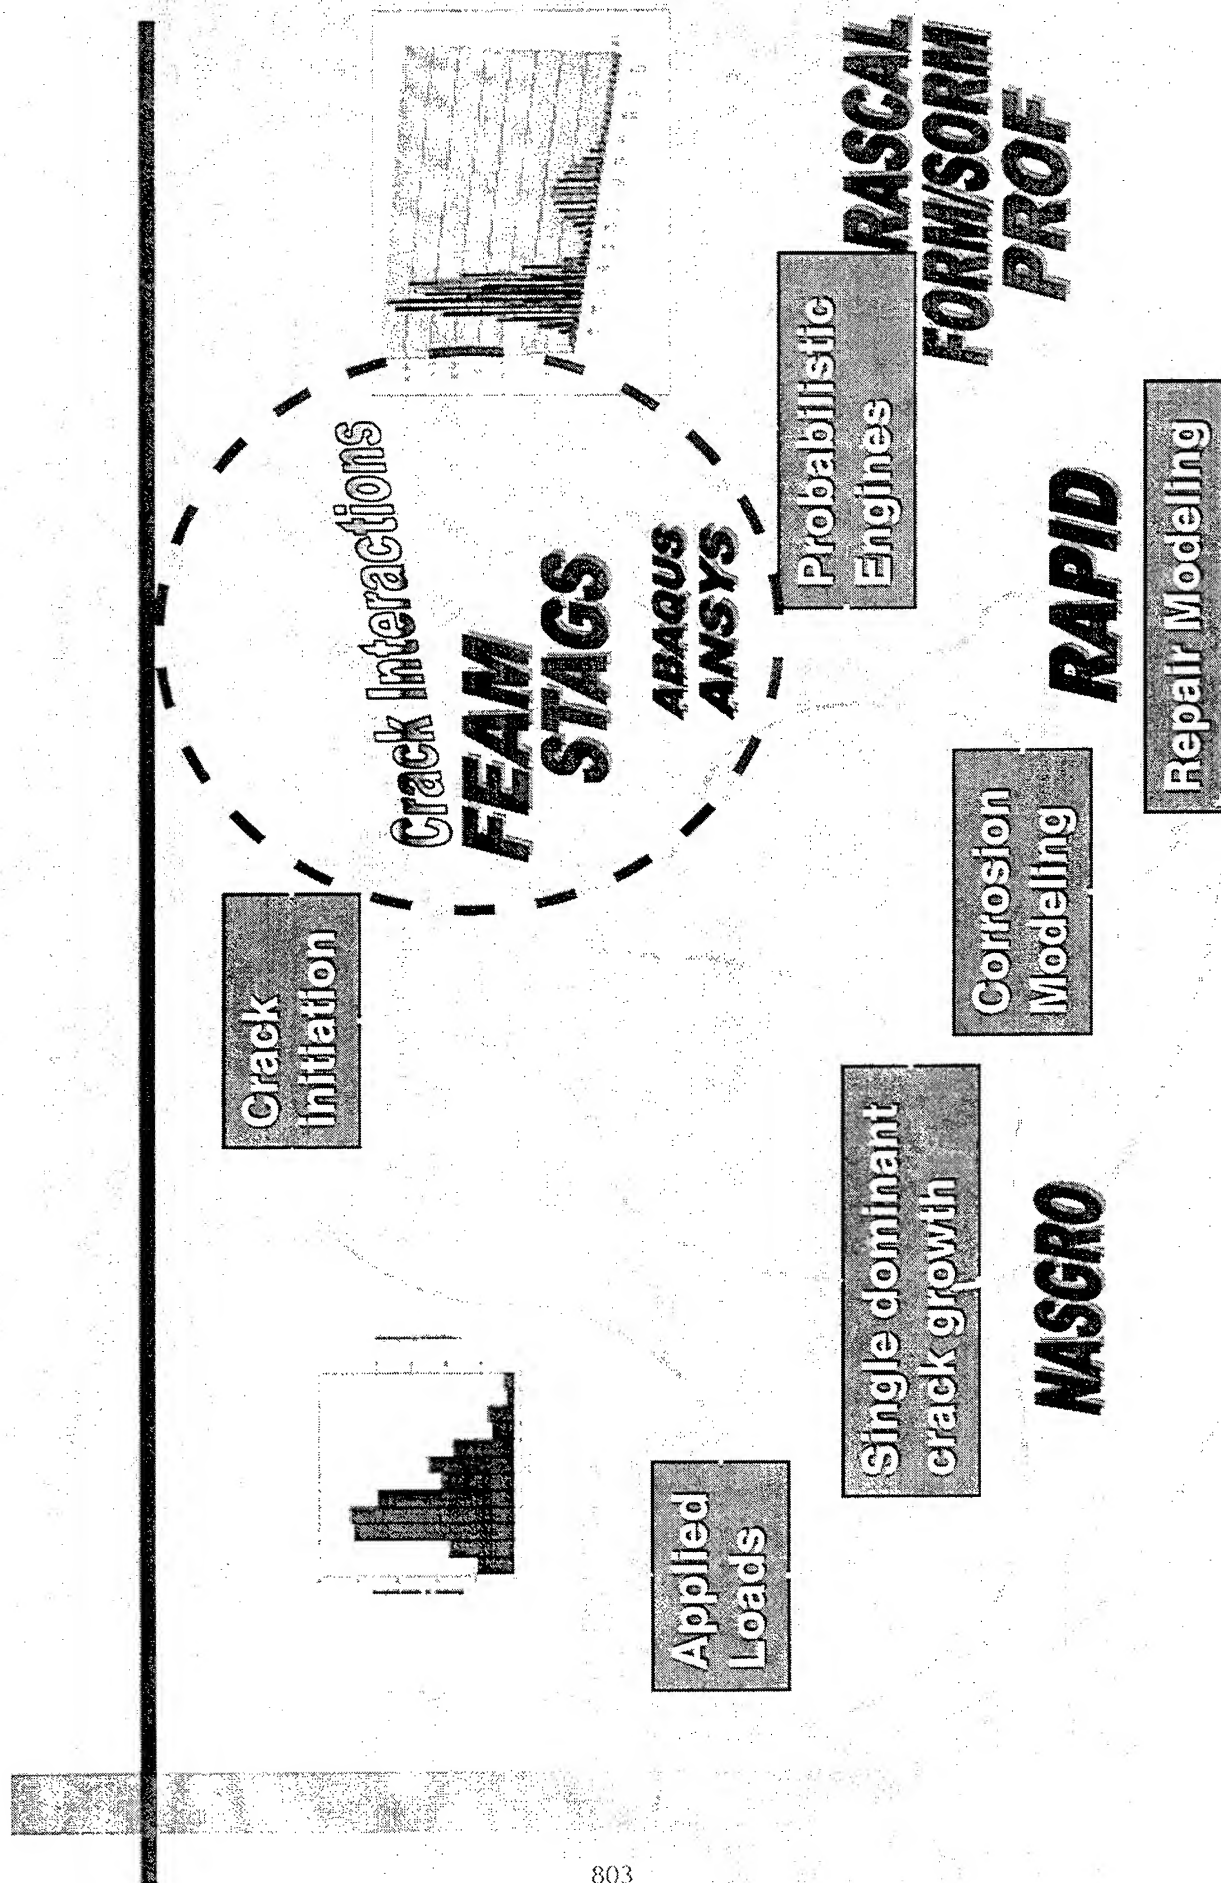 Crack
initiation
Crack Interactions
FEAM
STAGS
ABAQUS
ANSYS
Applied
Loads
Single dominant
crack growth
NASGRO
Corrosion
Modeling
Probabilistic
Engines
RASCAL
FORM/SORM
PROF
RAPID
Repair Modeling
803